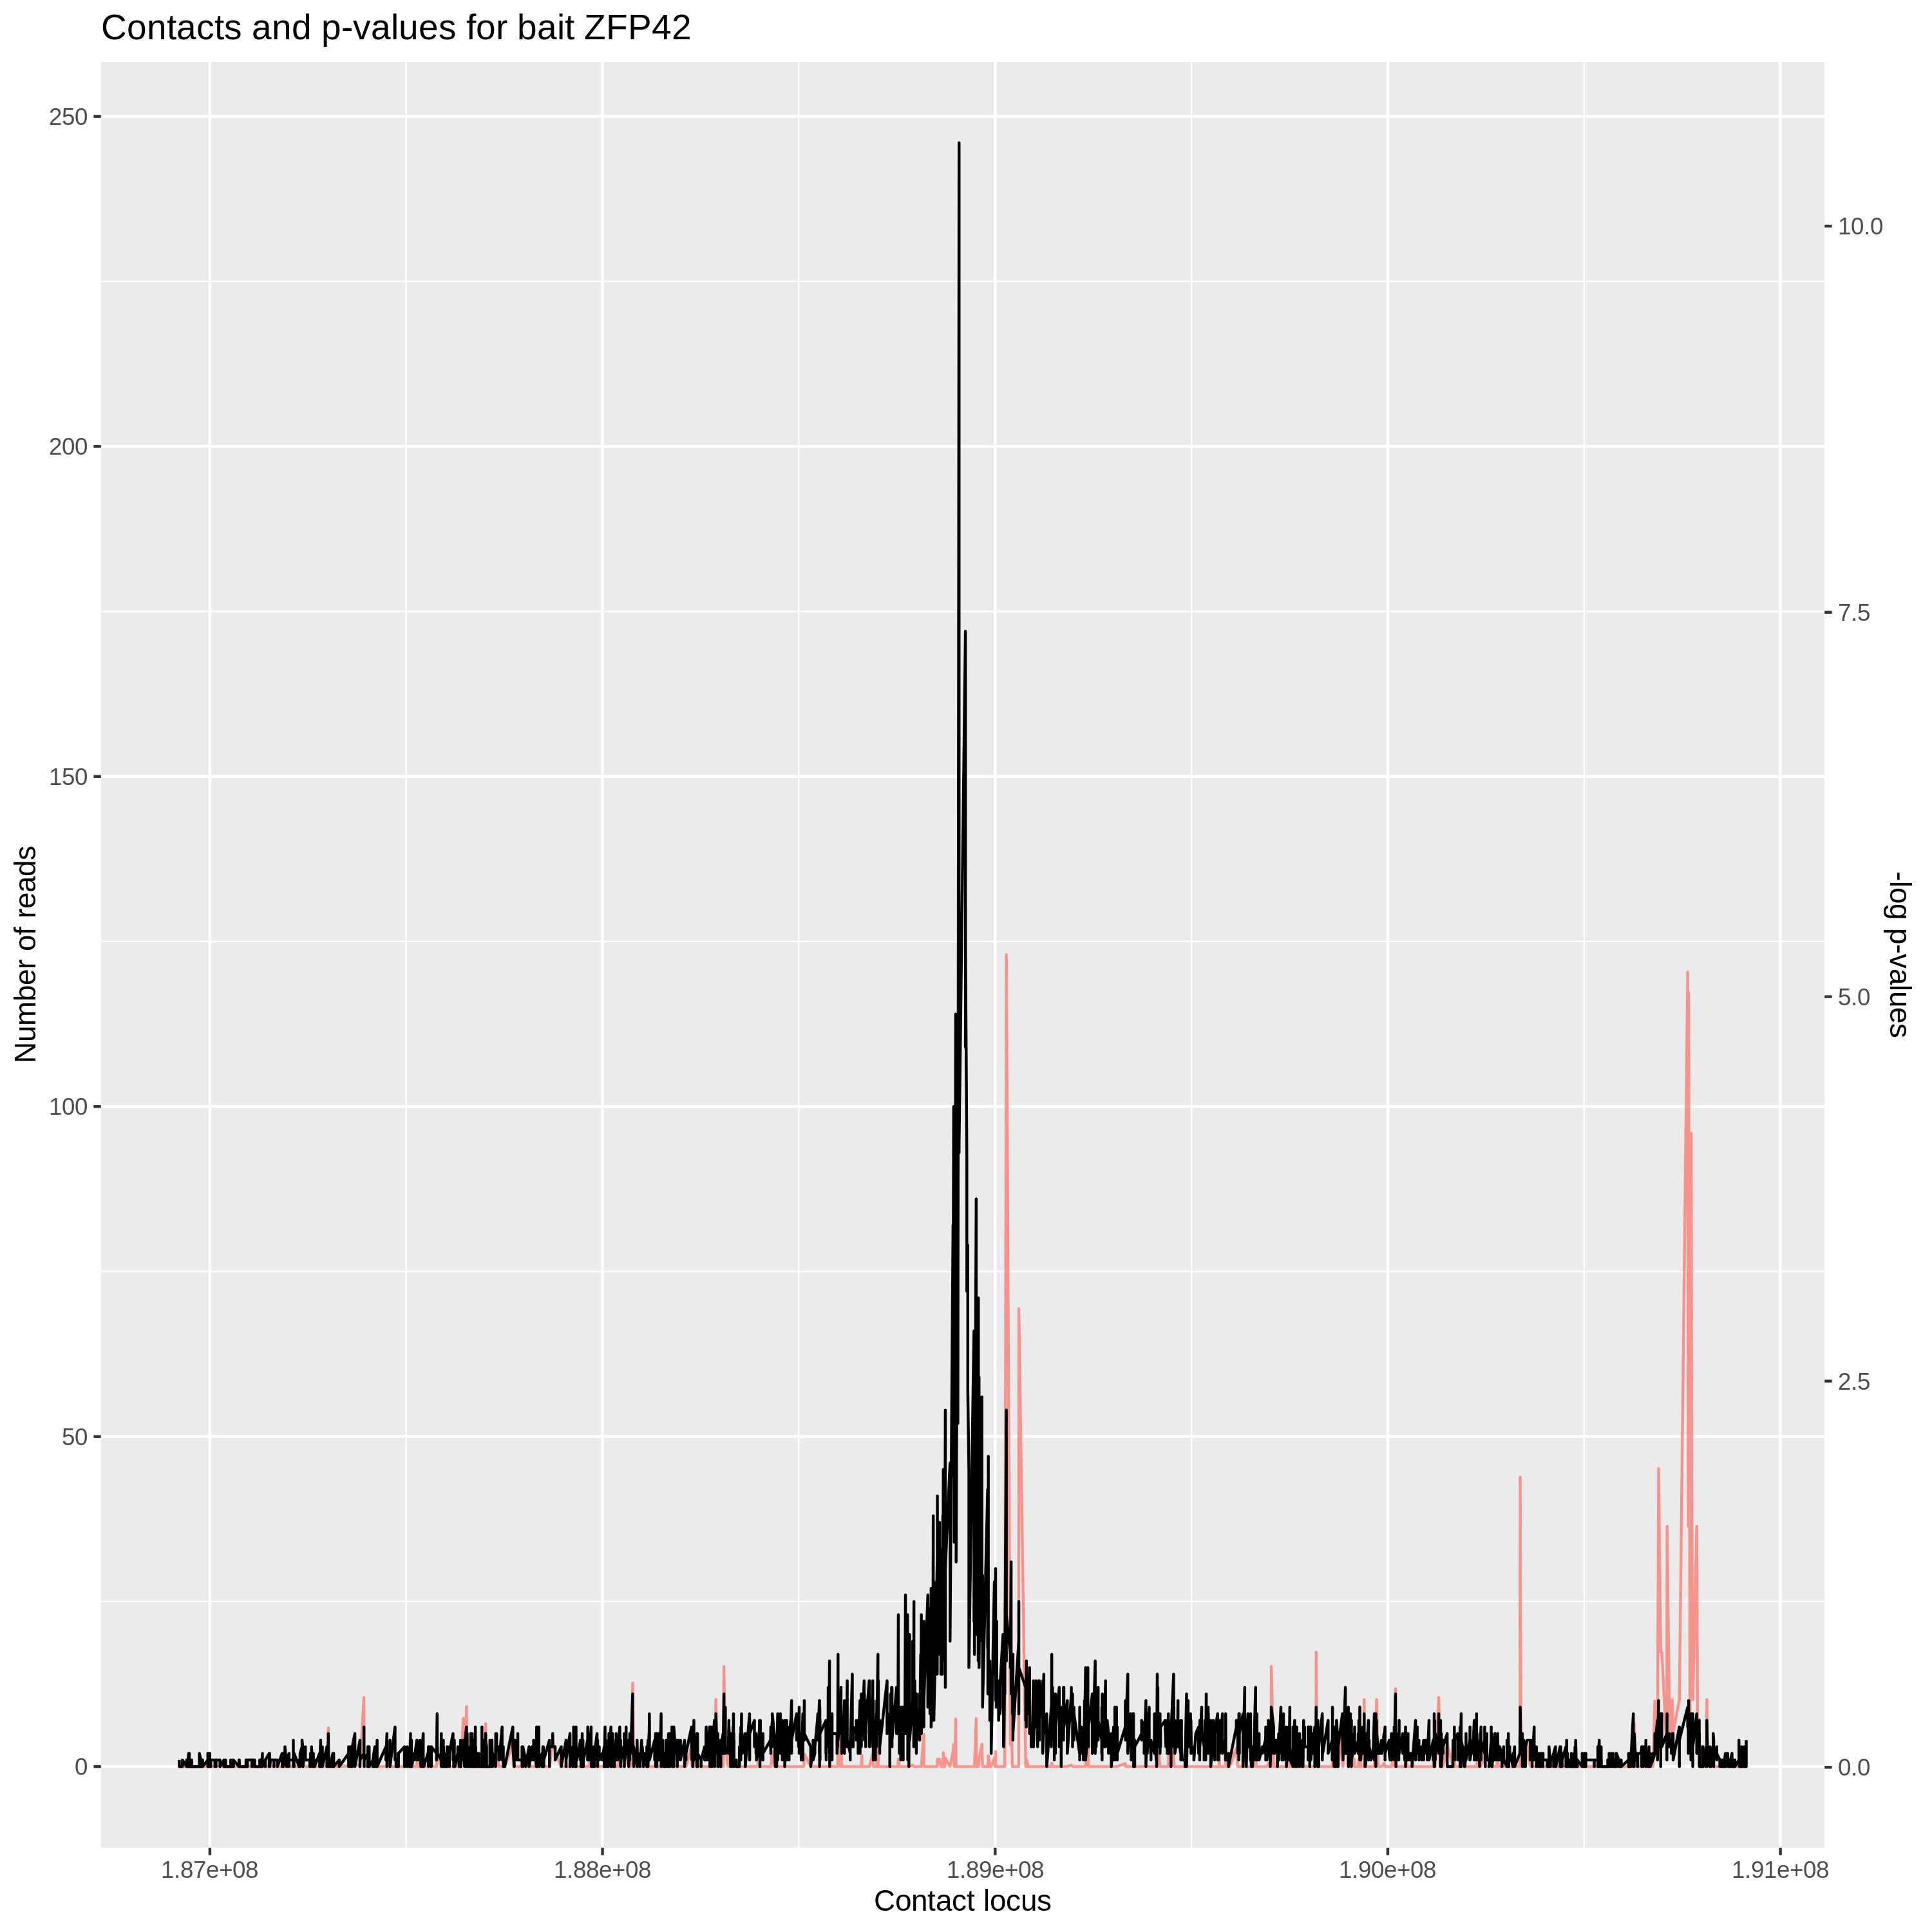 Contacts and p-values for bait ZFP42
250
200
150
100
50
0
Number of reads
10.0
7.5
5.0
2.5
0.0
-log p-values
1.87e+08 1.88e+08 1.89e+08 1.90e+08 1.91e+08
Contact locus